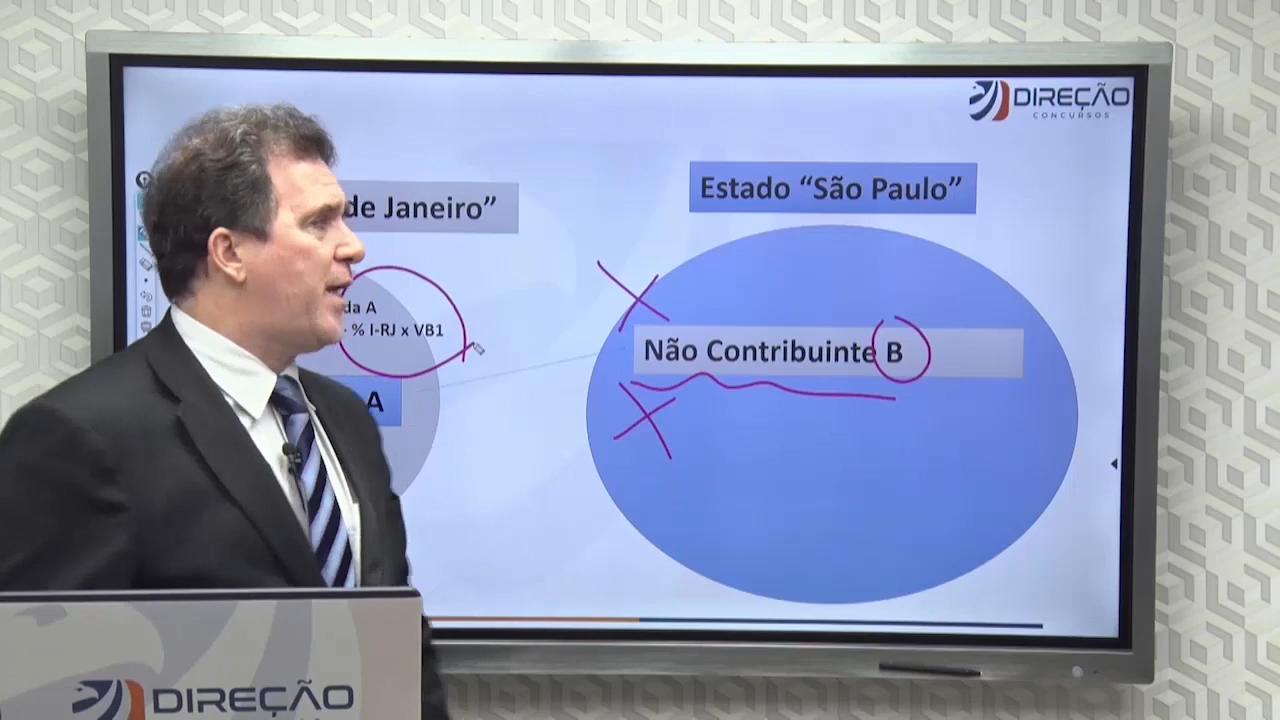 DIREÇÃO
CONCURSOS
de Janeiro”
Estado “São Paulo”
da A
% I-RJ x VB1
A
Não Contribuinte B
DIREÇÃO